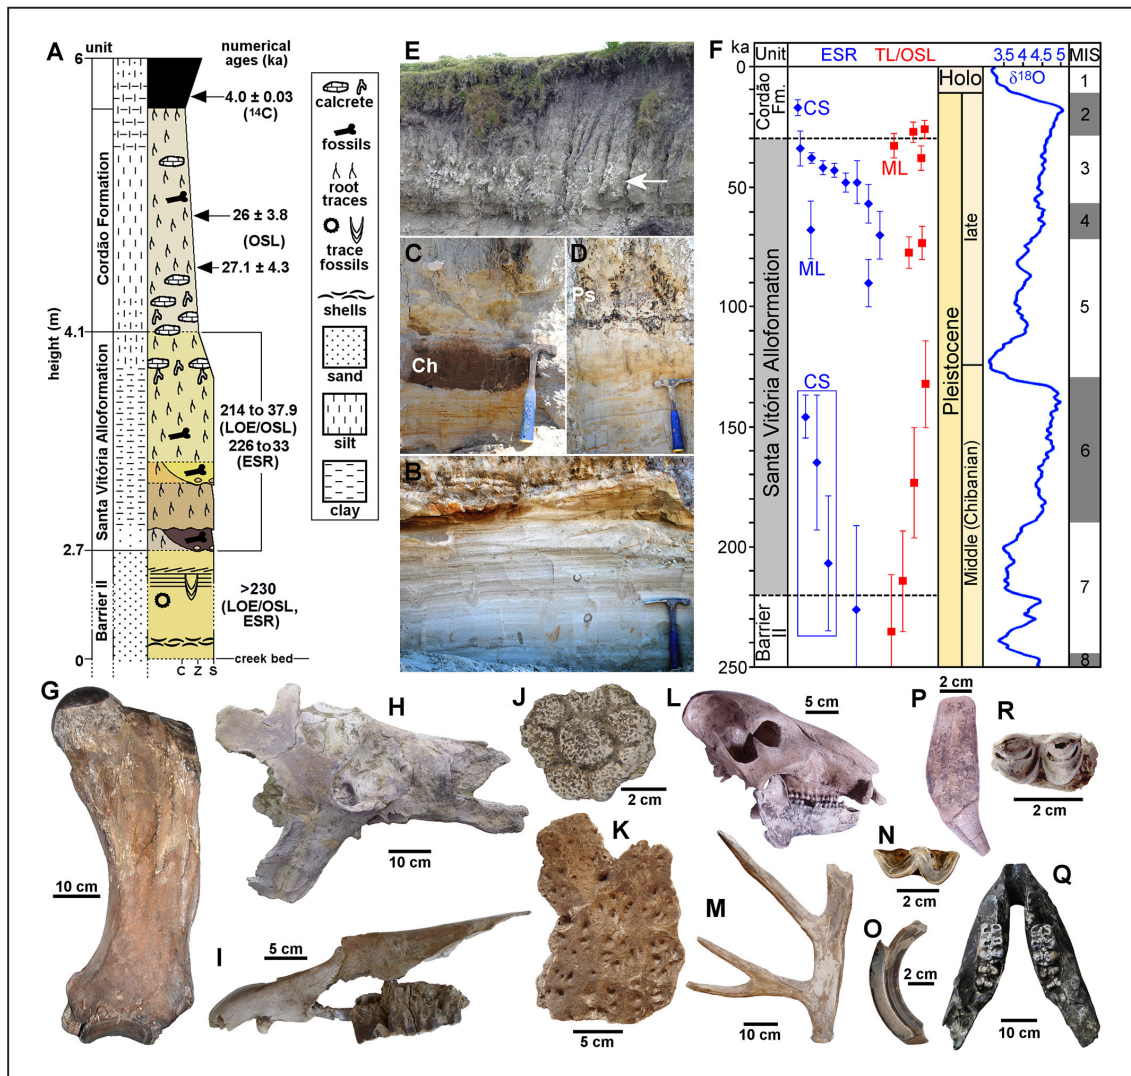 A
unit
numerical
ages (ka)
6
4.0 ± 0.03
(14C)
Cordão Formation
26 ± 3.8
(OSL)
27.1 ± 4.3
height (m)
4.1
Santa Vitória Alloformation
214 to 37.9
(LOE/OSL)
226 to 33
(ESR)
2.7
Barrier II
>230
(LOE/OSL,
ESR)
0
creek bed
C Z S
calcrete
fossils
root
traces
trace
fossils
shells
sand
silt
clay
E
C
Ch
D
Ps
B
F
ka
Unit
ESR
TL/OSL
3.5 4 4.5 5
MIS
δ18O
0
50
100
150
200
250
Cordão
Fm.
Santa Vitória Alloformation
Barrier
II
CS
ML
ML
CS
Holo
Pleistocene
late
Middle (Chibanian)
1
2
3
4
5
6
7
8
G
10 cm
H
10 cm
I
5 cm
J
2 cm
K
5 cm
L
5 cm
M
10 cm
N
2 cm
O
2 cm
P
2 cm
Q
10 cm
R
2 cm